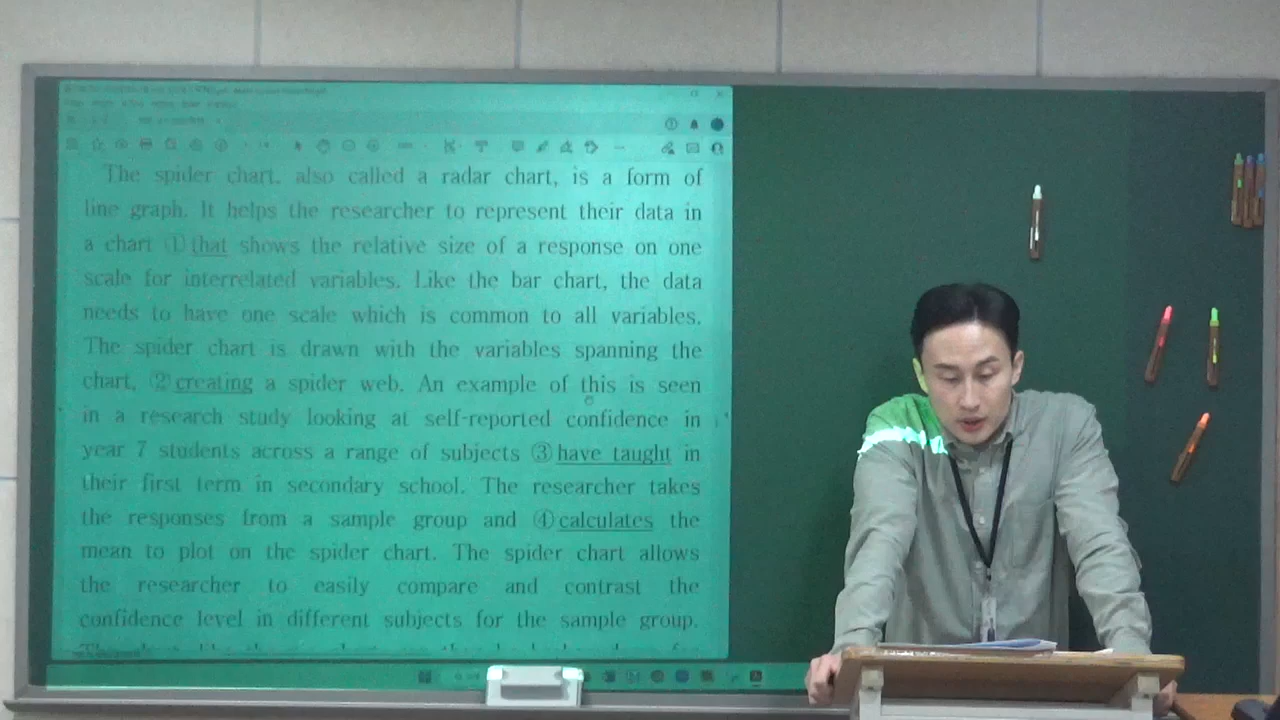 The spider chart, also called a radar chart, is a form of
line graph. It helps the researcher to represent their data in
a chart ① that shows the relative size of a response on one
scale for interrelated variables. Like the bar chart, the data
needs to have one scale which is common to all variables.
The spider chart is drawn with the variables spanning the
chart, ② creating a spider web. An example of this is seen
in a research study looking at self-reported confidence in
year 7 students across a range of subjects ③ have taught in
their first term in secondary school. The researcher takes
the responses from a sample group and ④ calculates the
mean to plot on the spider chart. The spider chart allows
the researcher to easily compare and contrast the
confidence level in different subjects for the sample group.